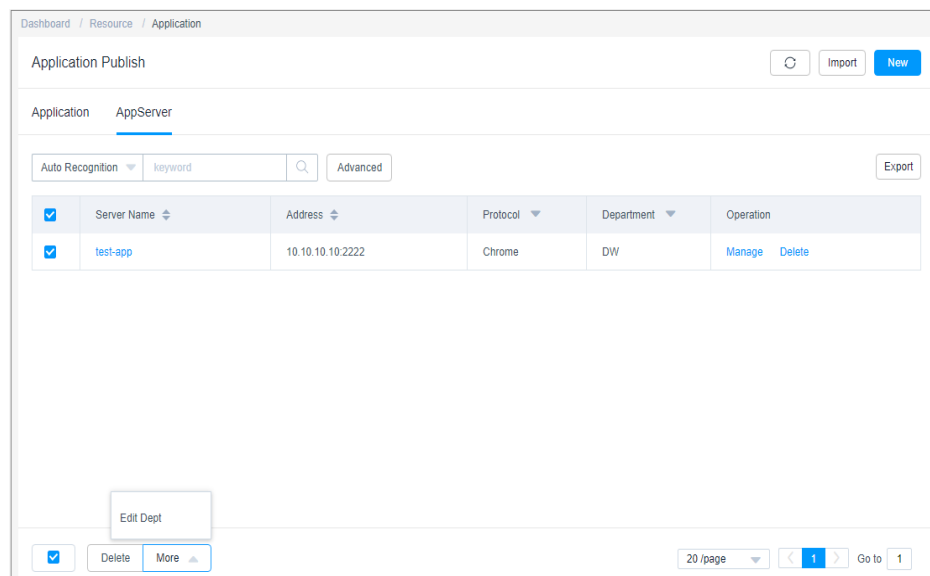 Dashboard / Resource / Application
Application Publish
Import
New
Application AppServer
Auto Recognition keyword
Advanced
Export
Server Name Address Protocol Department Operation
test-app 10.10.10.10:2222 Chrome DW Manage Delete
Edit Dept
Delete More 20 /page 1 Go to 1